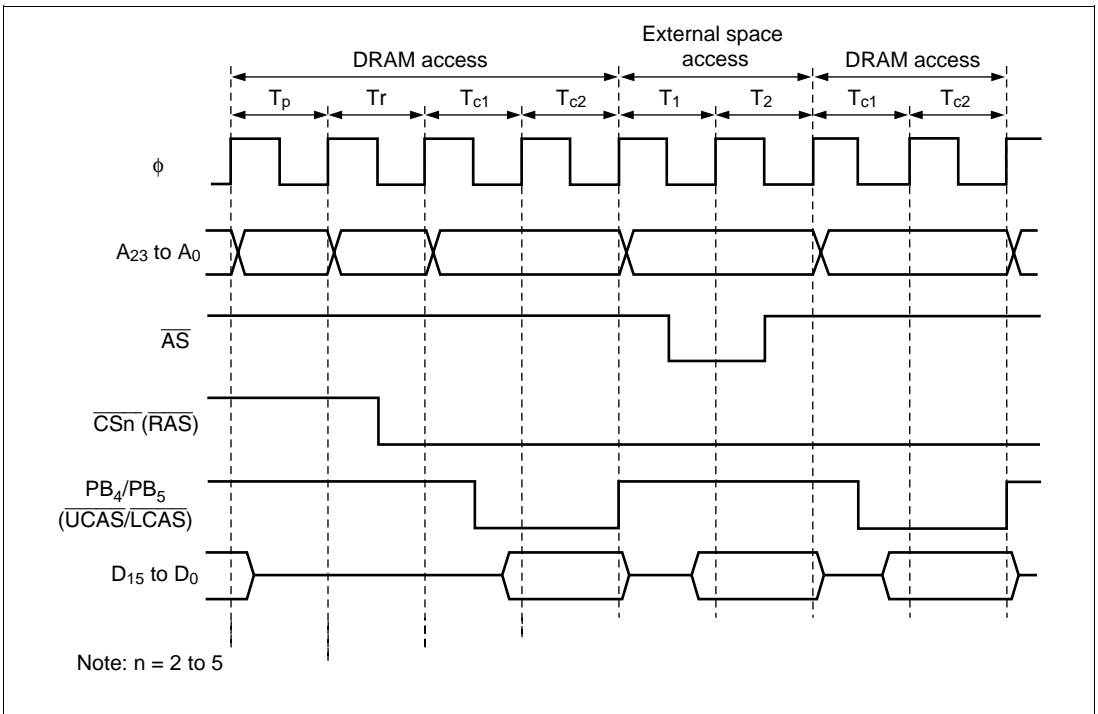 External space
DRAM access access DRAM access
Tp Tr Tc1 Tc2 T1 T2 Tc1 Tc2
φ
A23 to A0
AS
CSn (RAS)
PB4/PB5
(UCAS/LCAS)
D15 to D0
Note: n = 2 to 5